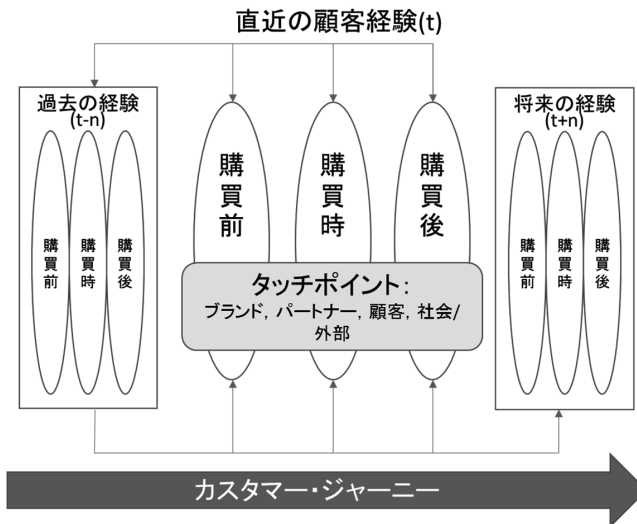 直近の顧客経験(t)
過去の経験
(t-n)
購買前
購買時
購買後
購買前
購買時
購買後
タッチポイント:
ブランド, パートナー, 顧客, 社会/
外部
将来の経験
(t+n)
購買前
購買時
購買後
カスタマー・ジャーニー